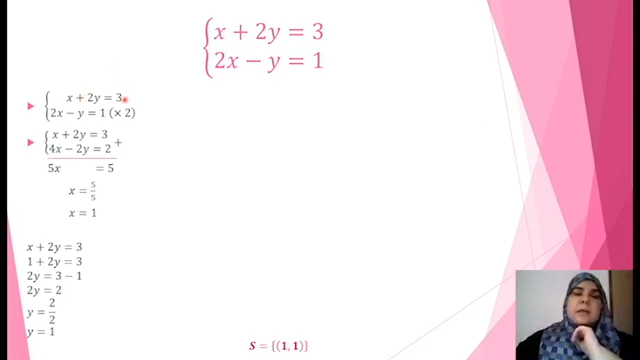 x + 2y = 3
2x − y = 1
x + 2y = 3
2x − y = 1 (× 2)
x + 2y = 3
4x − 2y = 2 +
5x = 5
x = 5/5
x = 1
x + 2y = 3
1 + 2y = 3
2y = 3 − 1
2y = 2
y = 2/2
y = 1
S = {(1, 1)}